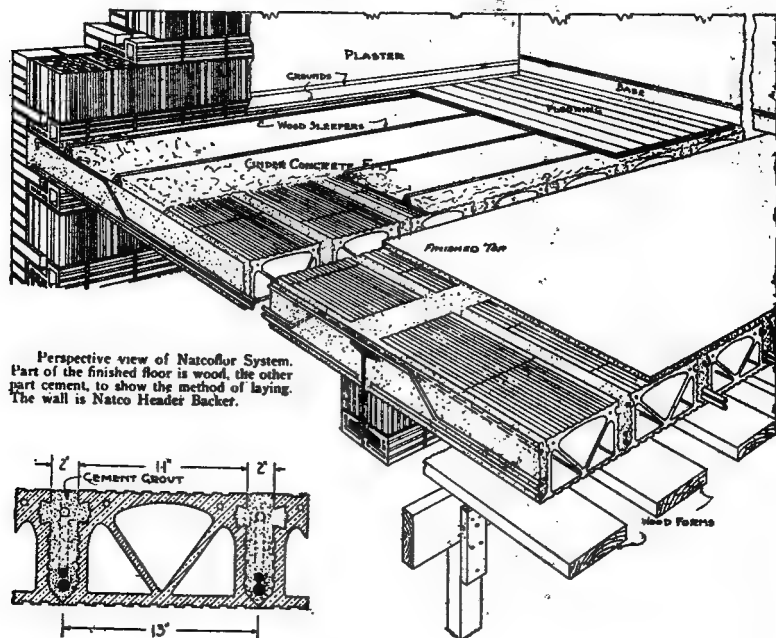 PLASTER
GROUNDS
BASE
FLOORING
WOOD SLEEPERS
CINDER CONCRETE FILL
FINISHED TOP
Perspective view of Natcoflor System.
Part of the finished floor is wood, the other
part cement, to show the method of laying.
The wall is Natco Header Backer.
2" 11" 2"
CEMENT GROUT
WOOD FORMS
13"